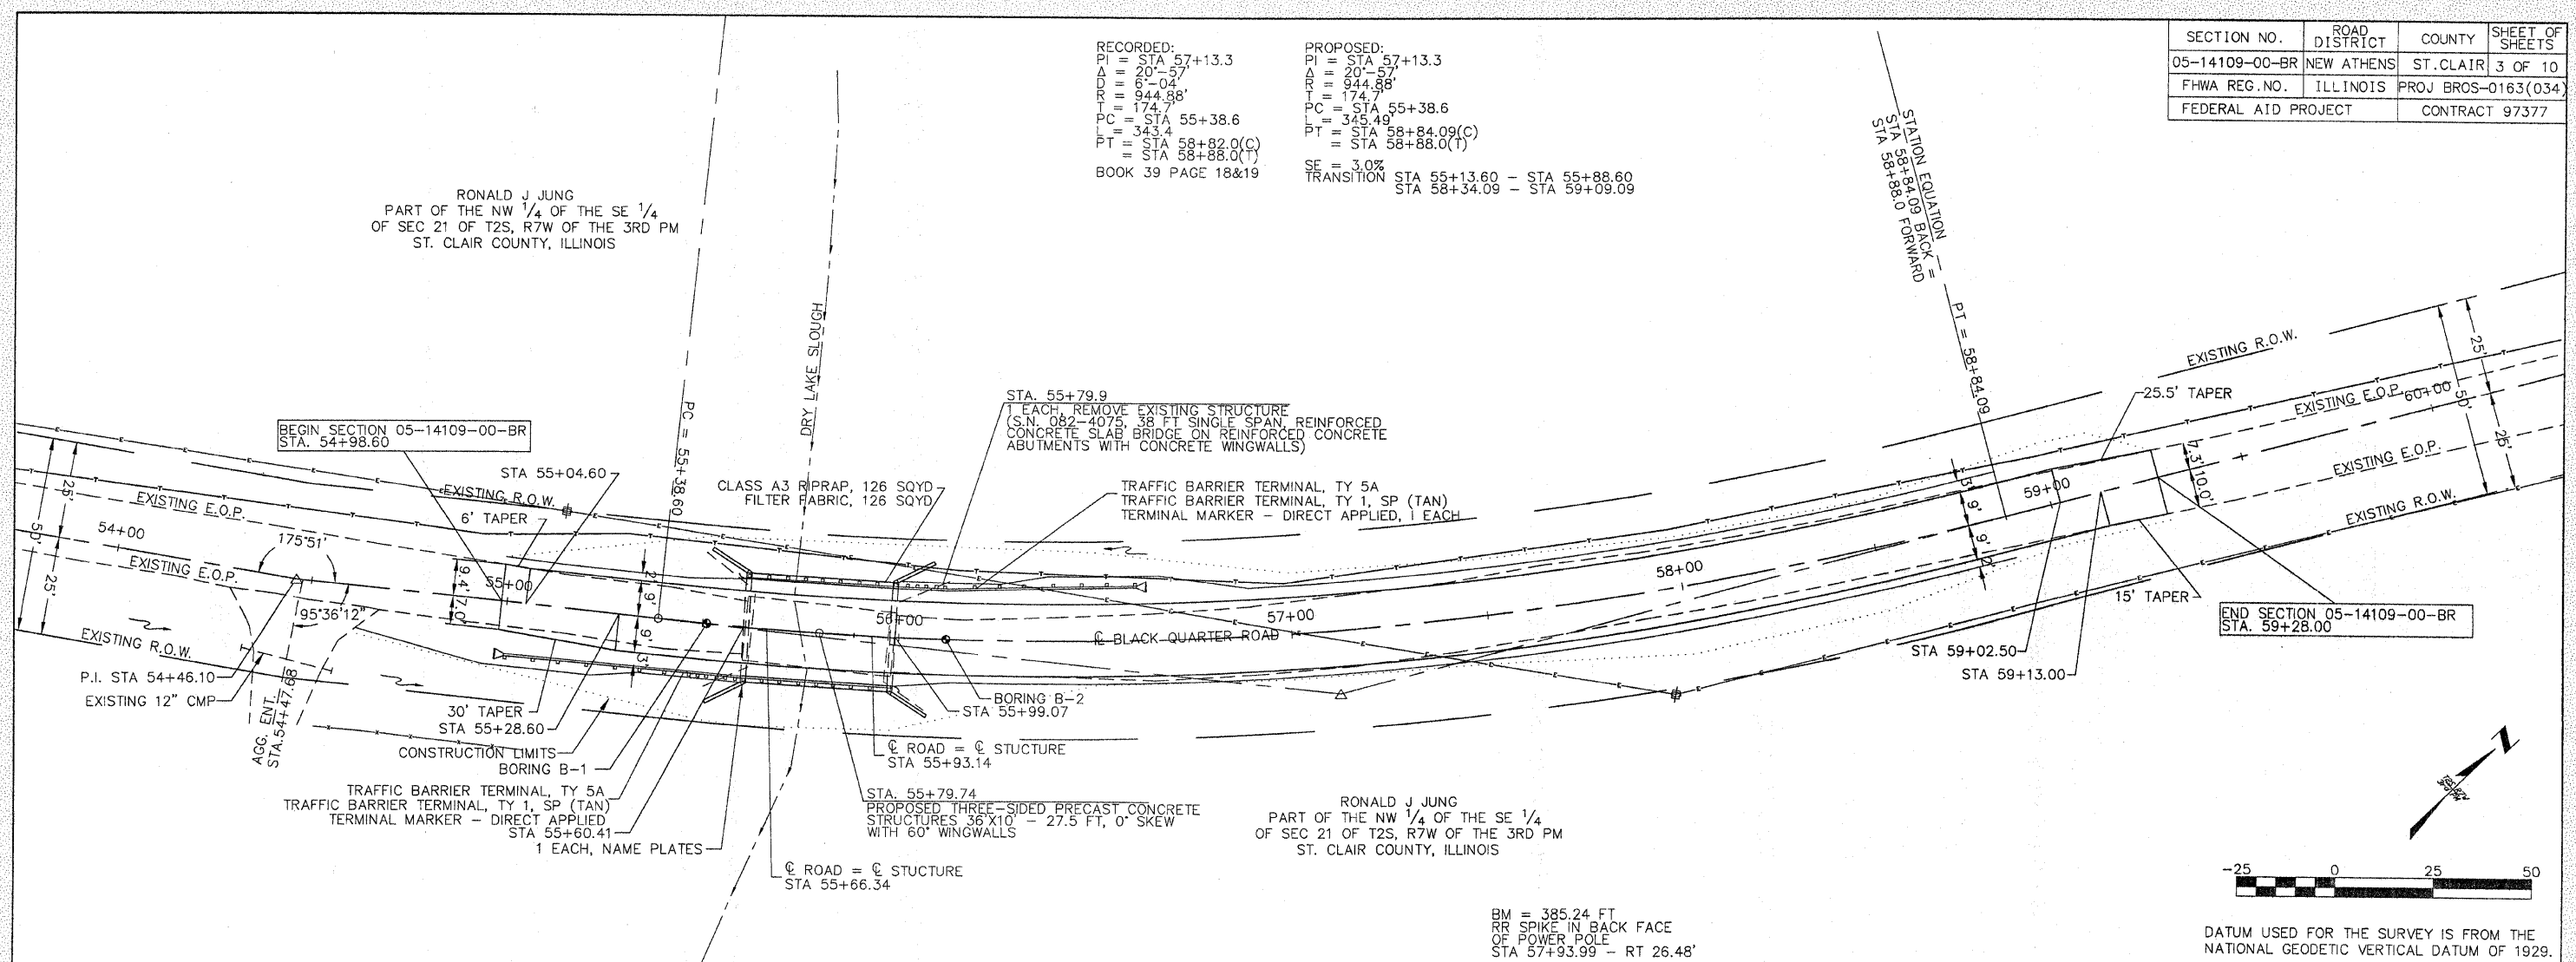 SECTION NO. ROAD DISTRICT COUNTY SHEET OF SHEETS
05-14109-00-BR NEW ATHENS ST.CLAIR 3 OF 10
FHWA REG.NO. ILLINOIS PROJ BROS-0163(034)
FEDERAL AID PROJECT CONTRACT 97377
RECORDED:
PI = STA 57+13.3
Δ = 20°-57'
D = 6°-04'
R = 944.88'
T = 174.7'
PC = STA 55+38.6
L = 343.4
PT = STA 58+82.0(C)
= STA 58+88.0(T)
BOOK 39 PAGE 18&19
PROPOSED:
PI = STA 57+13.3
Δ = 20°-57'
R = 944.88'
T = 174.7'
PC = STA 55+38.6
L = 345.49'
PT = STA 58+84.09(C)
= STA 58+88.0(T)
SE = 3.0%
TRANSITION STA 55+13.60 - STA 55+88.60
STA 58+34.09 - STA 59+09.09
STATION EQUATION
STA 58+84.09 BACK =
STA 58+88.0 FORWARD
PT = 58+84.09
RONALD J JUNG
PART OF THE NW 1/4 OF THE SE 1/4
OF SEC 21 OF T2S, R7W OF THE 3RD PM
ST. CLAIR COUNTY, ILLINOIS
DRY LAKE SLOUGH
PC = 55+38.60
BEGIN SECTION 05-14109-00-BR
STA. 54+98.60
STA 55+04.60
EXISTING R.O.W.
6' TAPER
CLASS A3 RIPRAP, 126 SQYD
FILTER FABRIC, 126 SQYD
STA. 55+79.9
1 EACH, REMOVE EXISTING STRUCTURE
(S.N. 082-4075, 38 FT SINGLE SPAN, REINFORCED
CONCRETE SLAB BRIDGE ON REINFORCED CONCRETE
ABUTMENTS WITH CONCRETE WINGWALLS)
TRAFFIC BARRIER TERMINAL, TY 5A
TRAFFIC BARRIER TERMINAL, TY 1, SP (TAN)
TERMINAL MARKER - DIRECT APPLIED, 1 EACH
EXISTING R.O.W.
25.5' TAPER
EXISTING E.O.P.
60+00
25'
50'
25'
EXISTING E.O.P.
EXISTING R.O.W.
7.3'
10.0'
59+00
3'
9'
9'
2'
58+00
57+00
56+00
55+00
54+00
25'
50'
25'
EXISTING E.O.P.
EXISTING E.O.P.
175°51'
95°36'12"
9.4'
7.0'
2'
9'
9'
3'
℄ BLACK QUARTER ROAD
EXISTING R.O.W.
P.I. STA 54+46.10
EXISTING 12" CMP
AGG. ENT.
STA.54+47.68
30' TAPER
STA 55+28.60
CONSTRUCTION LIMITS
BORING B-1
TRAFFIC BARRIER TERMINAL, TY 5A
TRAFFIC BARRIER TERMINAL, TY 1, SP (TAN)
TERMINAL MARKER - DIRECT APPLIED
STA 55+60.41
1 EACH, NAME PLATES
BORING B-2
STA 55+99.07
℄ ROAD = ℄ STUCTURE
STA 55+93.14
STA. 55+79.74
PROPOSED THREE-SIDED PRECAST CONCRETE
STRUCTURES 36'X10' - 27.5 FT, 0° SKEW
WITH 60° WINGWALLS
℄ ROAD = ℄ STUCTURE
STA 55+66.34
15' TAPER
STA 59+02.50
STA 59+13.00
END SECTION 05-14109-00-BR
STA. 59+28.00
RONALD J JUNG
PART OF THE NW 1/4 OF THE SE 1/4
OF SEC 21 OF T2S, R7W OF THE 3RD PM
ST. CLAIR COUNTY, ILLINOIS
Z
-25 0 25 50
BM = 385.24 FT
RR SPIKE IN BACK FACE
OF POWER POLE
STA 57+93.99 - RT 26.48'
DATUM USED FOR THE SURVEY IS FROM THE
NATIONAL GEODETIC VERTICAL DATUM OF 1929.